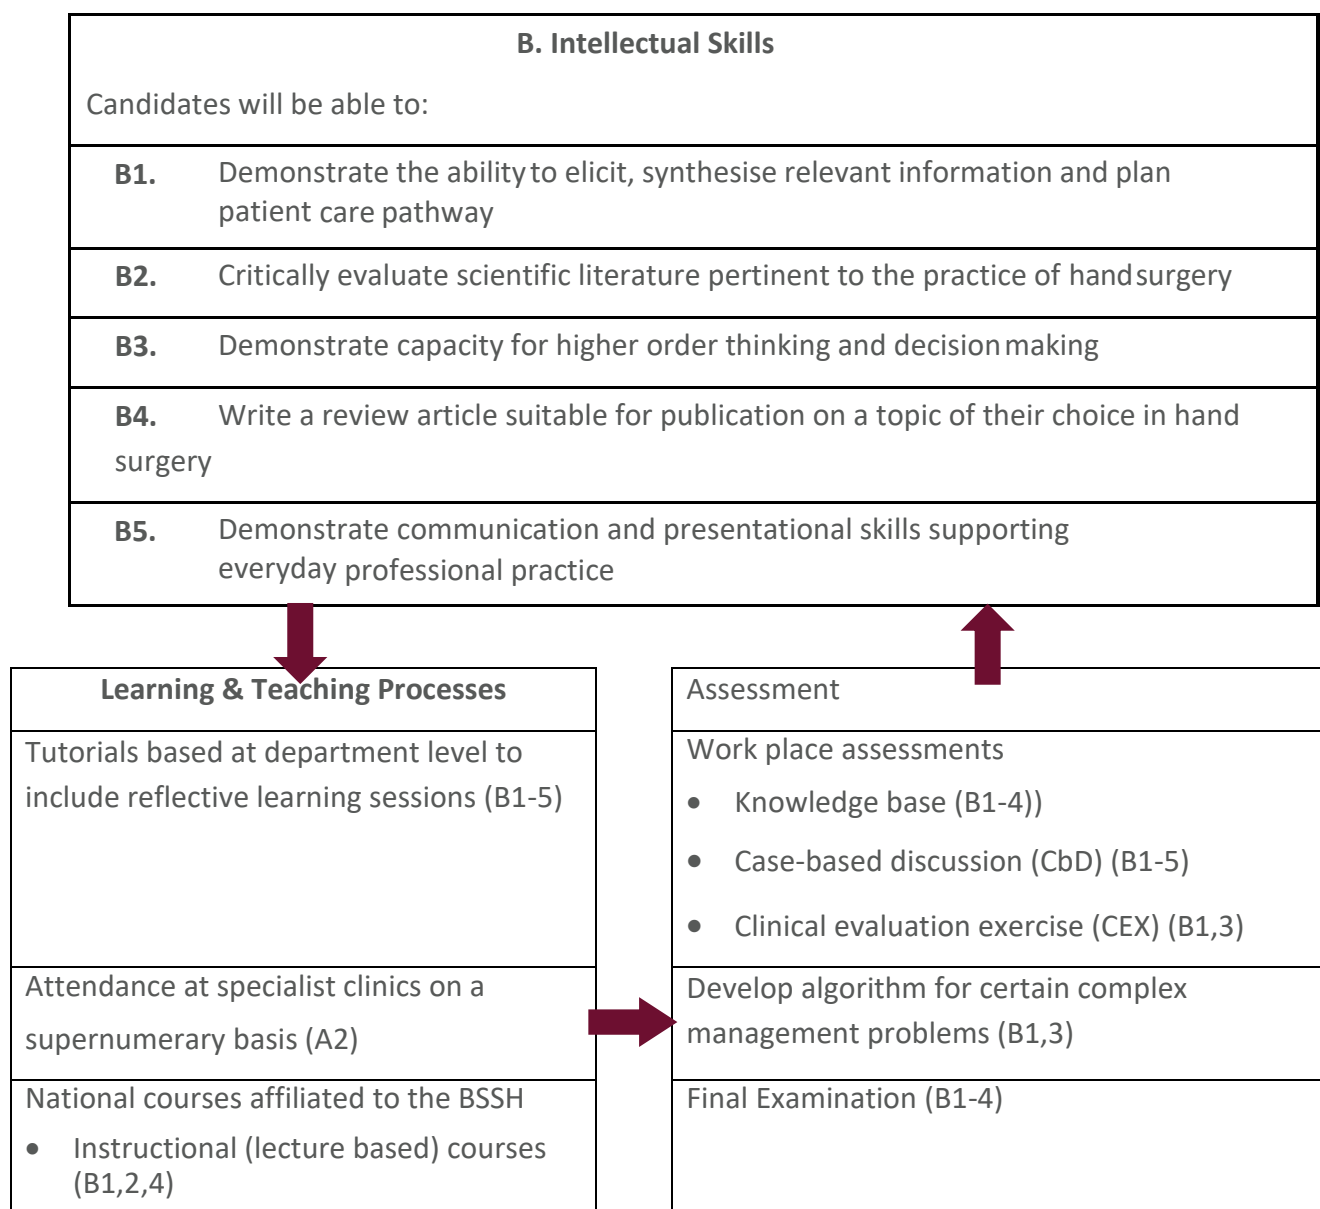 B. Intellectual Skills
Candidates will be able to:
B1. Demonstrate the ability to elicit, synthesise relevant information and plan
patient care pathway
B2. Critically evaluate scientific literature pertinent to the practice of handsurgery
B3. Demonstrate capacity for higher order thinking and decisionmaking
B4. Write a review article suitable for publication on a topic of their choice in hand
surgery
B5. Demonstrate communication and presentational skills supporting
everyday professional practice
Learning & Teaching Processes
Tutorials based at department level to
include reflective learning sessions (B1-5)
Attendance at specialist clinics on a
supernumerary basis (A2)
National courses affiliated to the BSSH
• Instructional (lecture based) courses
(B1,2,4)
Assessment
Work place assessments
• Knowledge base (B1-4))
• Case-based discussion (CbD) (B1-5)
• Clinical evaluation exercise (CEX) (B1,3)
Develop algorithm for certain complex
management problems (B1,3)
Final Examination (B1-4)